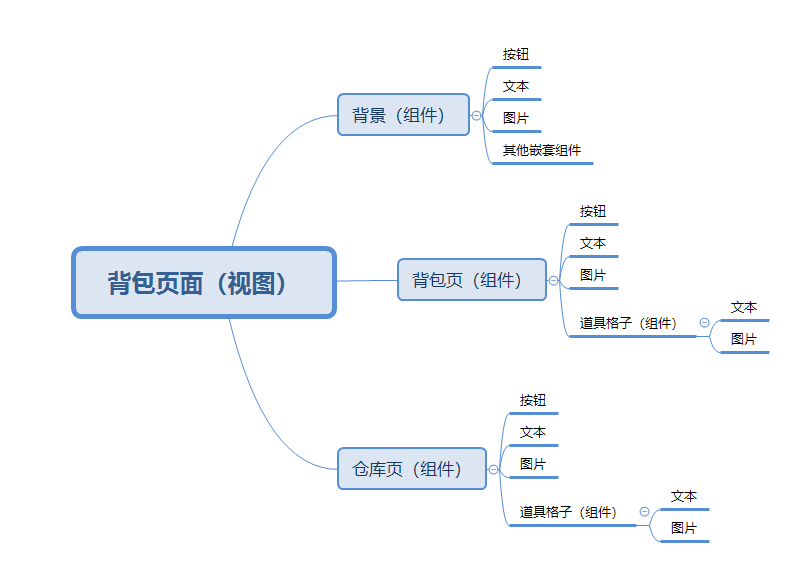 背包页面（视图）
背景（组件）
按钮
文本
图片
其他嵌套组件
背包页（组件）
按钮
文本
图片
道具格子（组件）
文本
图片
仓库页（组件）
按钮
文本
图片
道具格子（组件）
文本
图片